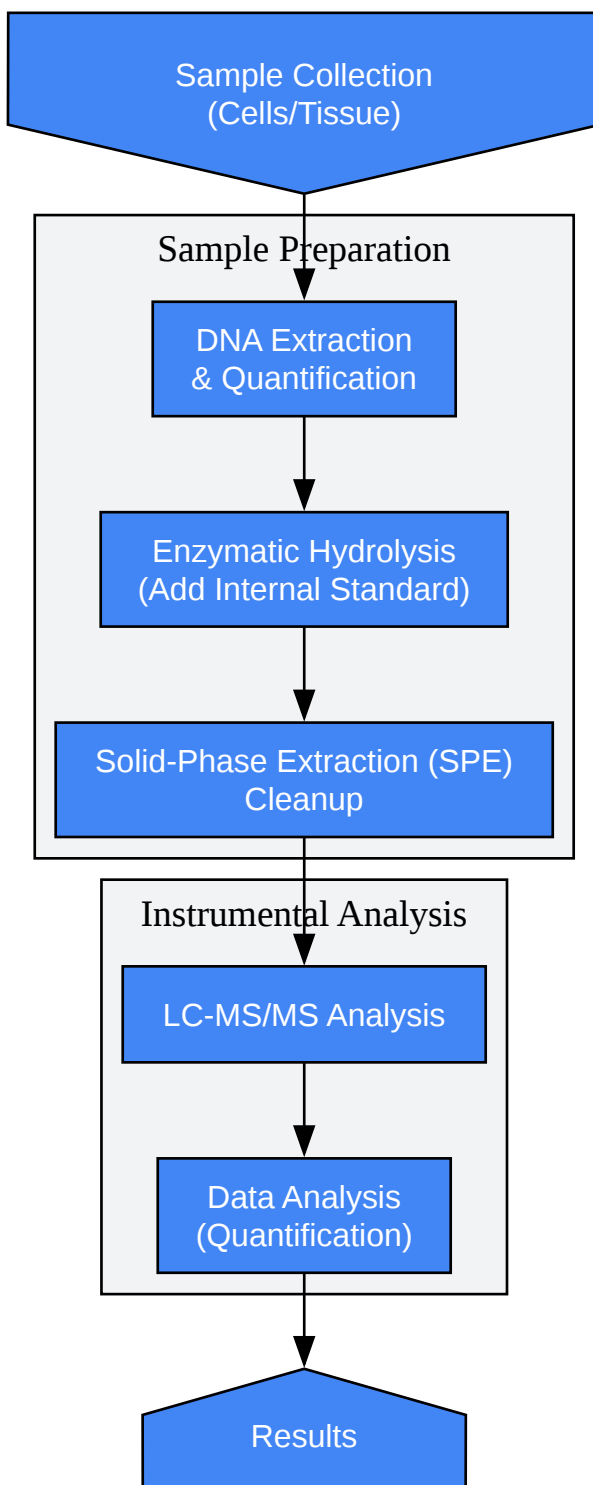 Sample Collection
(Cells/Tissue)
Sample Preparation
DNA Extraction
& Quantification
Enzymatic Hydrolysis
(Add Internal Standard)
Solid-Phase Extraction (SPE)
Cleanup
Instrumental Analysis
LC-MS/MS Analysis
Data Analysis
(Quantification)
Results